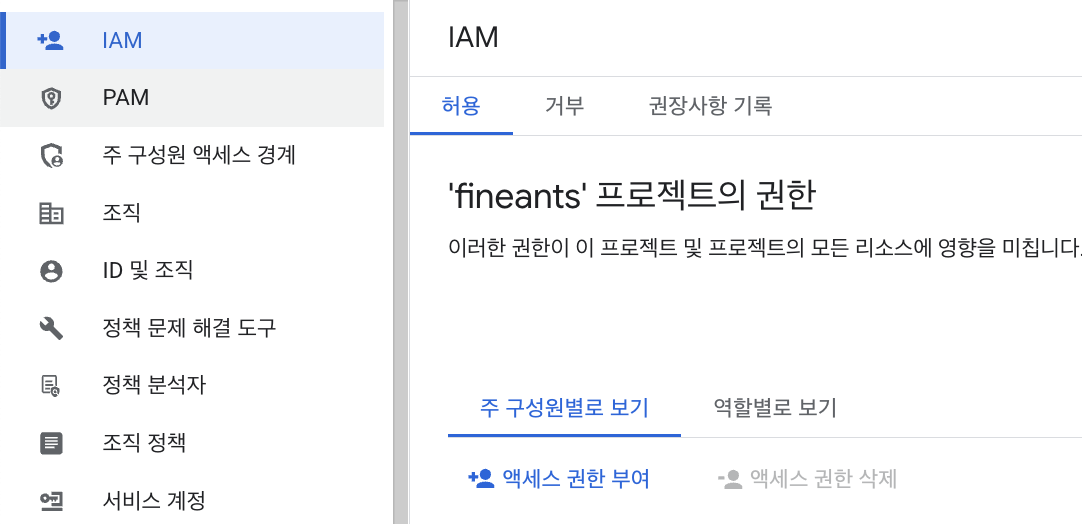 IAM
PAM
주 구성원 액세스 경계
조직
ID 및 조직
정책 문제 해결 도구
정책 분석자
조직 정책
서비스 계정
IAM
허용 거부 권장사항 기록
'fineants' 프로젝트의 권한
이러한 권한이 이 프로젝트 및 프로젝트의 모든 리소스에 영향을 미칩니다.
주 구성원별로 보기 역할별로 보기
액세스 권한 부여 액세스 권한 삭제